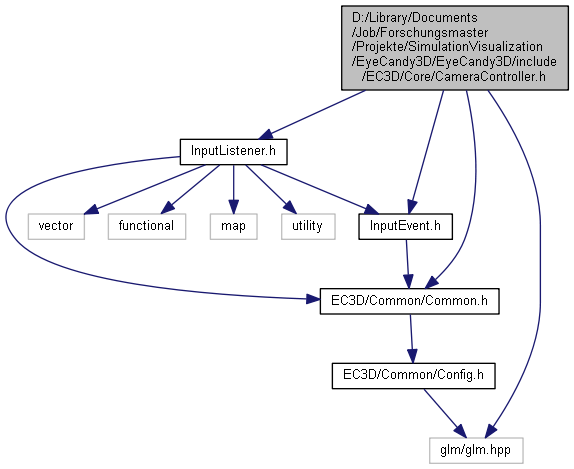 D:/Library/Documents
/Job/Forschungsmaster
/Projekte/SimulationVisualization
/EyeCandy3D/EyeCandy3D/include
/EC3D/Core/CameraController.h
InputListener.h
vector
functional
map
utility
InputEvent.h
EC3D/Common/Common.h
EC3D/Common/Config.h
glm/glm.hpp